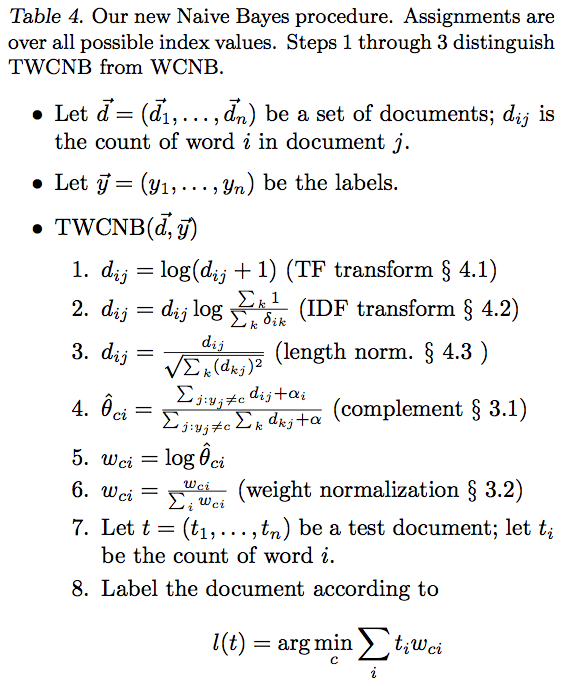 Table 4. Our new Naive Bayes procedure. Assignments are
over all possible index values. Steps 1 through 3 distinguish
TWCNB from WCNB.
• Let $\vec{d} = (\vec{d}_1, \ldots, \vec{d}_n)$ be a set of documents; $d_{ij}$ is
the count of word $i$ in document $j$.
• Let $\vec{y} = (y_1, \ldots, y_n)$ be the labels.
• TWCNB($\vec{d}, \vec{y}$)
1. $d_{ij} = \log(d_{ij} + 1)$ (TF transform § 4.1)
2. $d_{ij} = d_{ij} \log \frac{\sum_k 1}{\sum_k \delta_{ik}}$ (IDF transform § 4.2)
3. $d_{ij} = \frac{d_{ij}}{\sqrt{\sum_k (d_{kj})^2}}$ (length norm. § 4.3 )
4. $\hat{\theta}_{ci} = \frac{\sum_{j:y_j \neq c} d_{ij} + \alpha_i}{\sum_{j:y_j \neq c} \sum_k d_{kj} + \alpha}$ (complement § 3.1)
5. $w_{ci} = \log \hat{\theta}_{ci}$
6. $w_{ci} = \frac{w_{ci}}{\sum_i w_{ci}}$ (weight normalization § 3.2)
7. Let $t = (t_1, \ldots, t_n)$ be a test document; let $t_i$
be the count of word $i$.
8. Label the document according to
$l(t) = \arg\min_c \sum_i t_i w_{ci}$